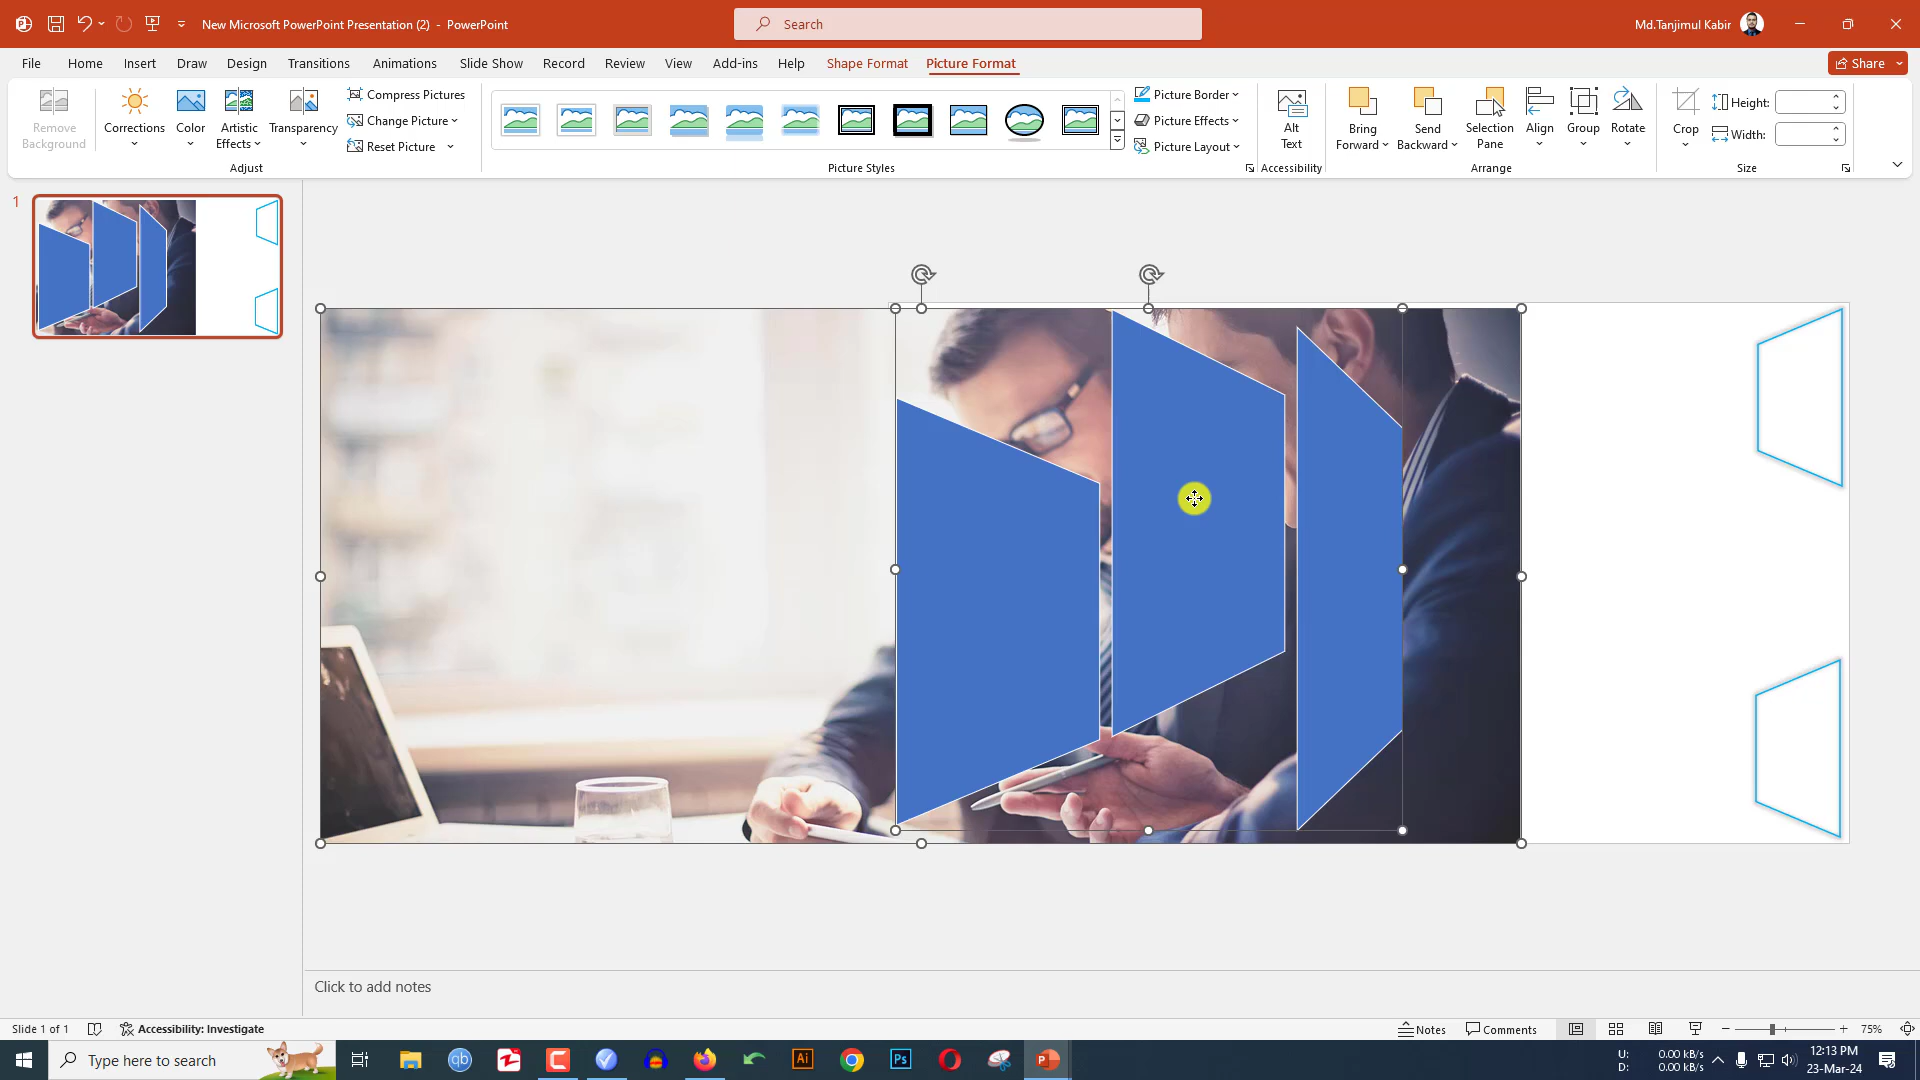 New Microsoft PowerPoint Presentation (2) - PowerPoint
Search
Md.Tanjimul Kabir
File Home Insert Draw Design Transitions Animations Slide Show Record Review View Add-ins Help Shape Format Picture Format
Share
Remove Background
Corrections
Color
Artistic Effects
Transparency
Compress Pictures
Change Picture
Reset Picture
Adjust
Picture Styles
Picture Border
Picture Effects
Picture Layout
Alt Text
Accessibility
Bring Forward
Send Backward
Selection Pane
Align
Group
Rotate
Arrange
Crop
Height:
Width:
Size
1
Click to add notes
Slide 1 of 1
Accessibility: Investigate
Notes
Comments
75%
Type here to search
qb
Ai
Ps
P
U: 0.00 kB/s
D: 0.00 kB/s
12:13 PM
23-Mar-24